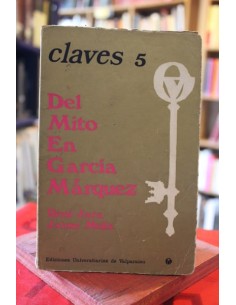 claves 5
Del
Mito
En
García
Márquez
Ediciones Universitarias de Valparaíso